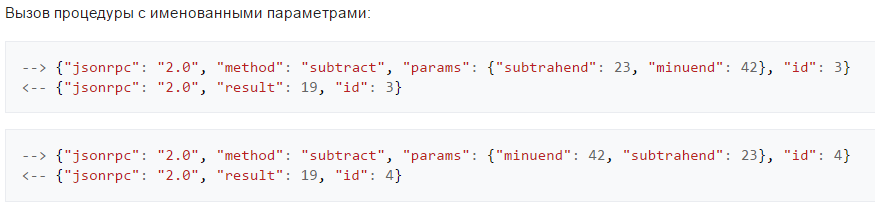 Вызов процедуры с именованными параметрами:
--> {"jsonrpc": "2.0", "method": "subtract", "params": {"subtrahend": 23, "minuend": 42}, "id": 3}
<-- {"jsonrpc": "2.0", "result": 19, "id": 3}
--> {"jsonrpc": "2.0", "method": "subtract", "params": {"minuend": 42, "subtrahend": 23}, "id": 4}
<-- {"jsonrpc": "2.0", "result": 19, "id": 4}